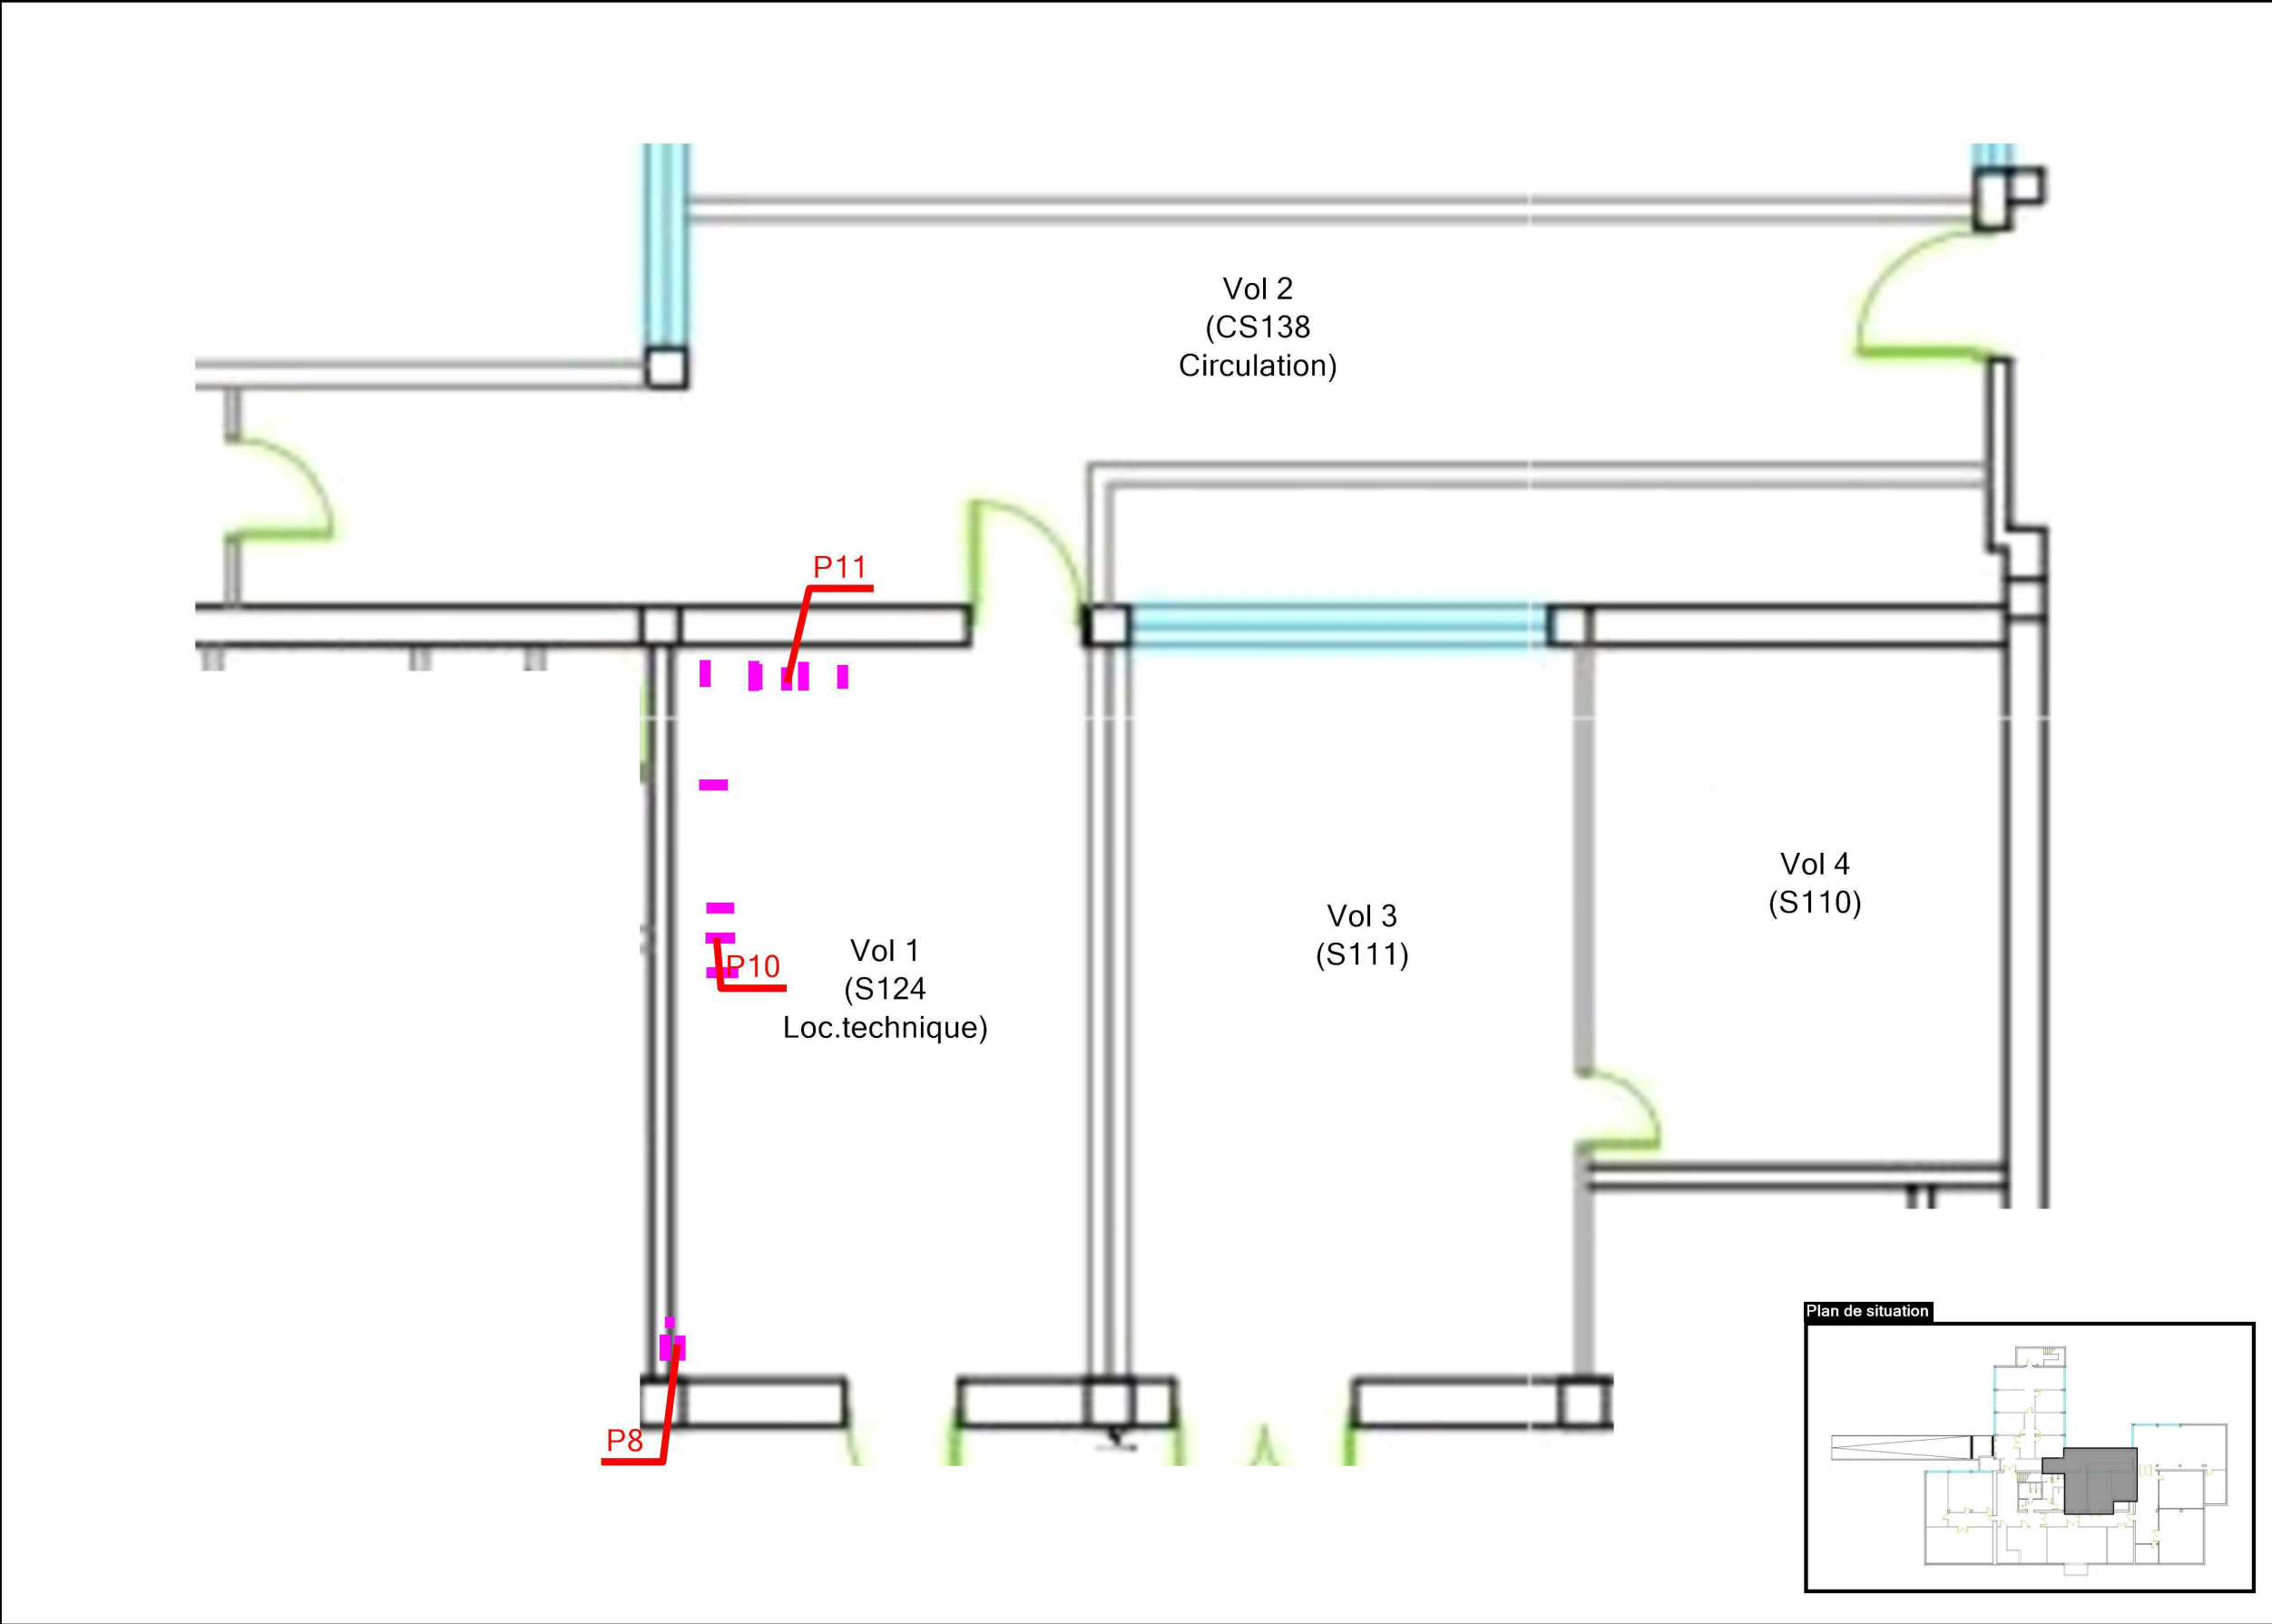 Vol 2
(CS138
Circulation)
P11
Vol 4
(S110)
Vol 3
(S111)
Vol 1
(S124
Loc.technique)
P10
Plan de situation
P8